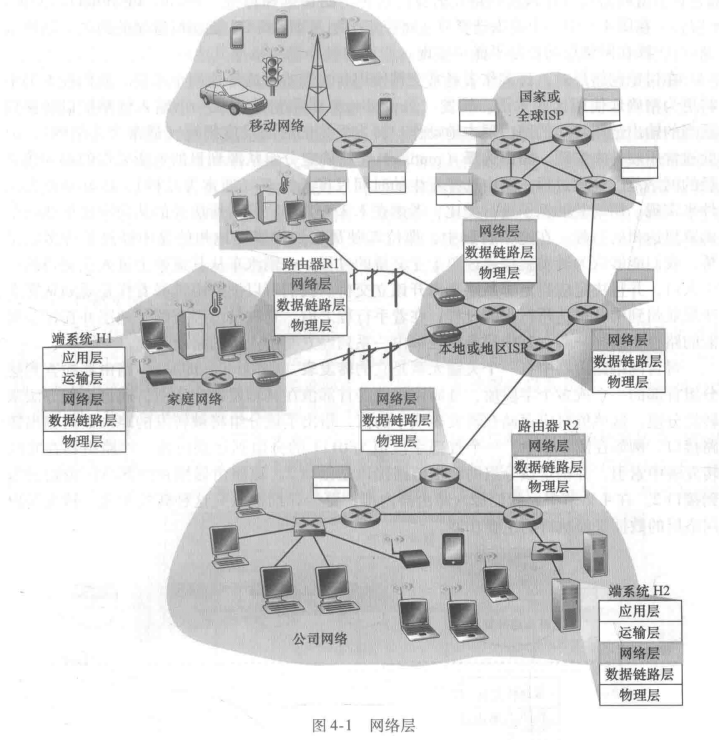 移动网络
国家或
全球ISP
网络层
数据链路层
物理层
路由器R1
网络层
数据链路层
物理层
本地或地区ISP
网络层
数据链路层
物理层
端系统 H1
应用层
运输层
网络层
数据链路层
物理层
家庭网络
网络层
数据链路层
物理层
路由器 R2
网络层
数据链路层
物理层
公司网络
端系统 H2
应用层
运输层
网络层
数据链路层
物理层
图 4-1 网络层